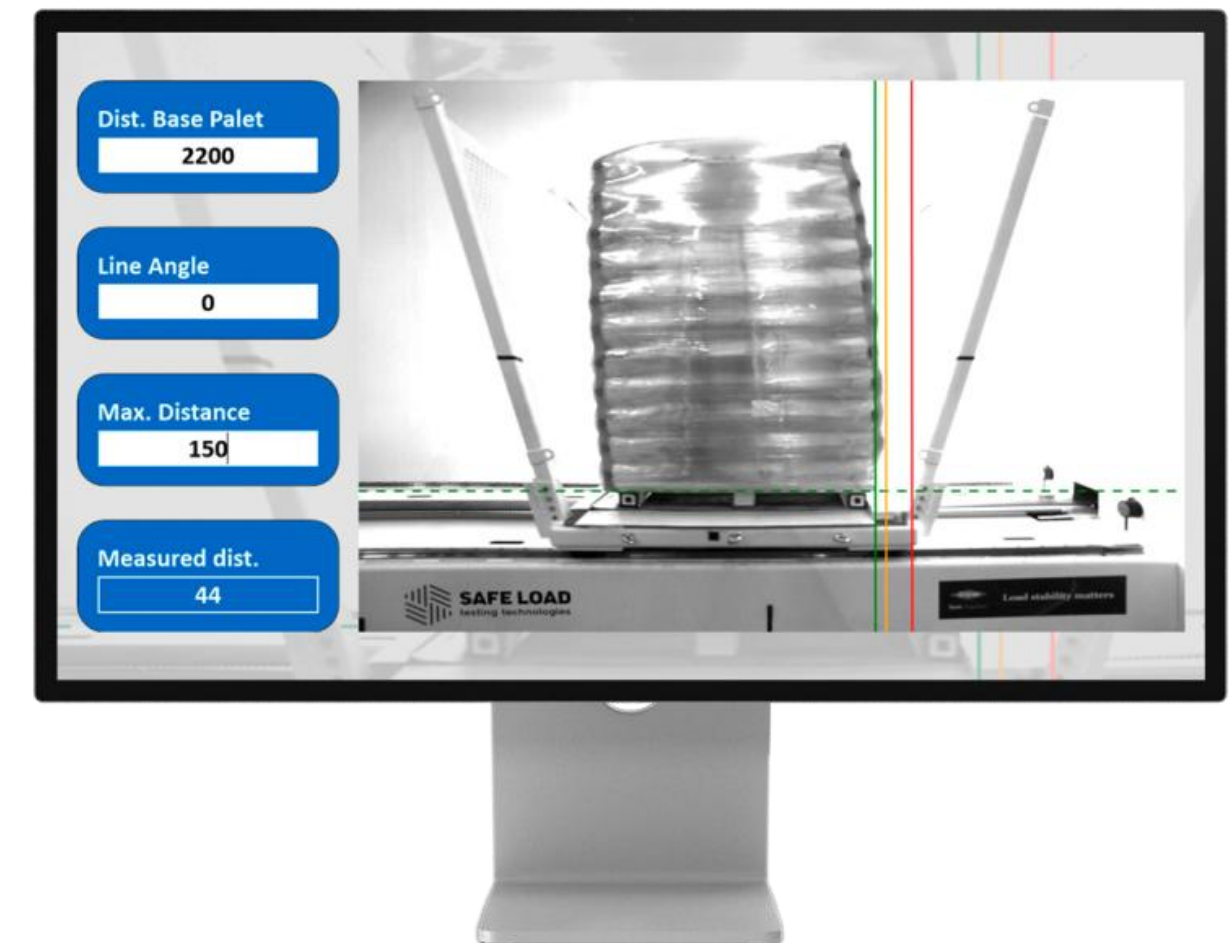 Dist. Base Palet
2200
Line Angle
0
Max. Distance
150
Measured dist.
44
SAFE LOAD
testing technologies
Load stability matters